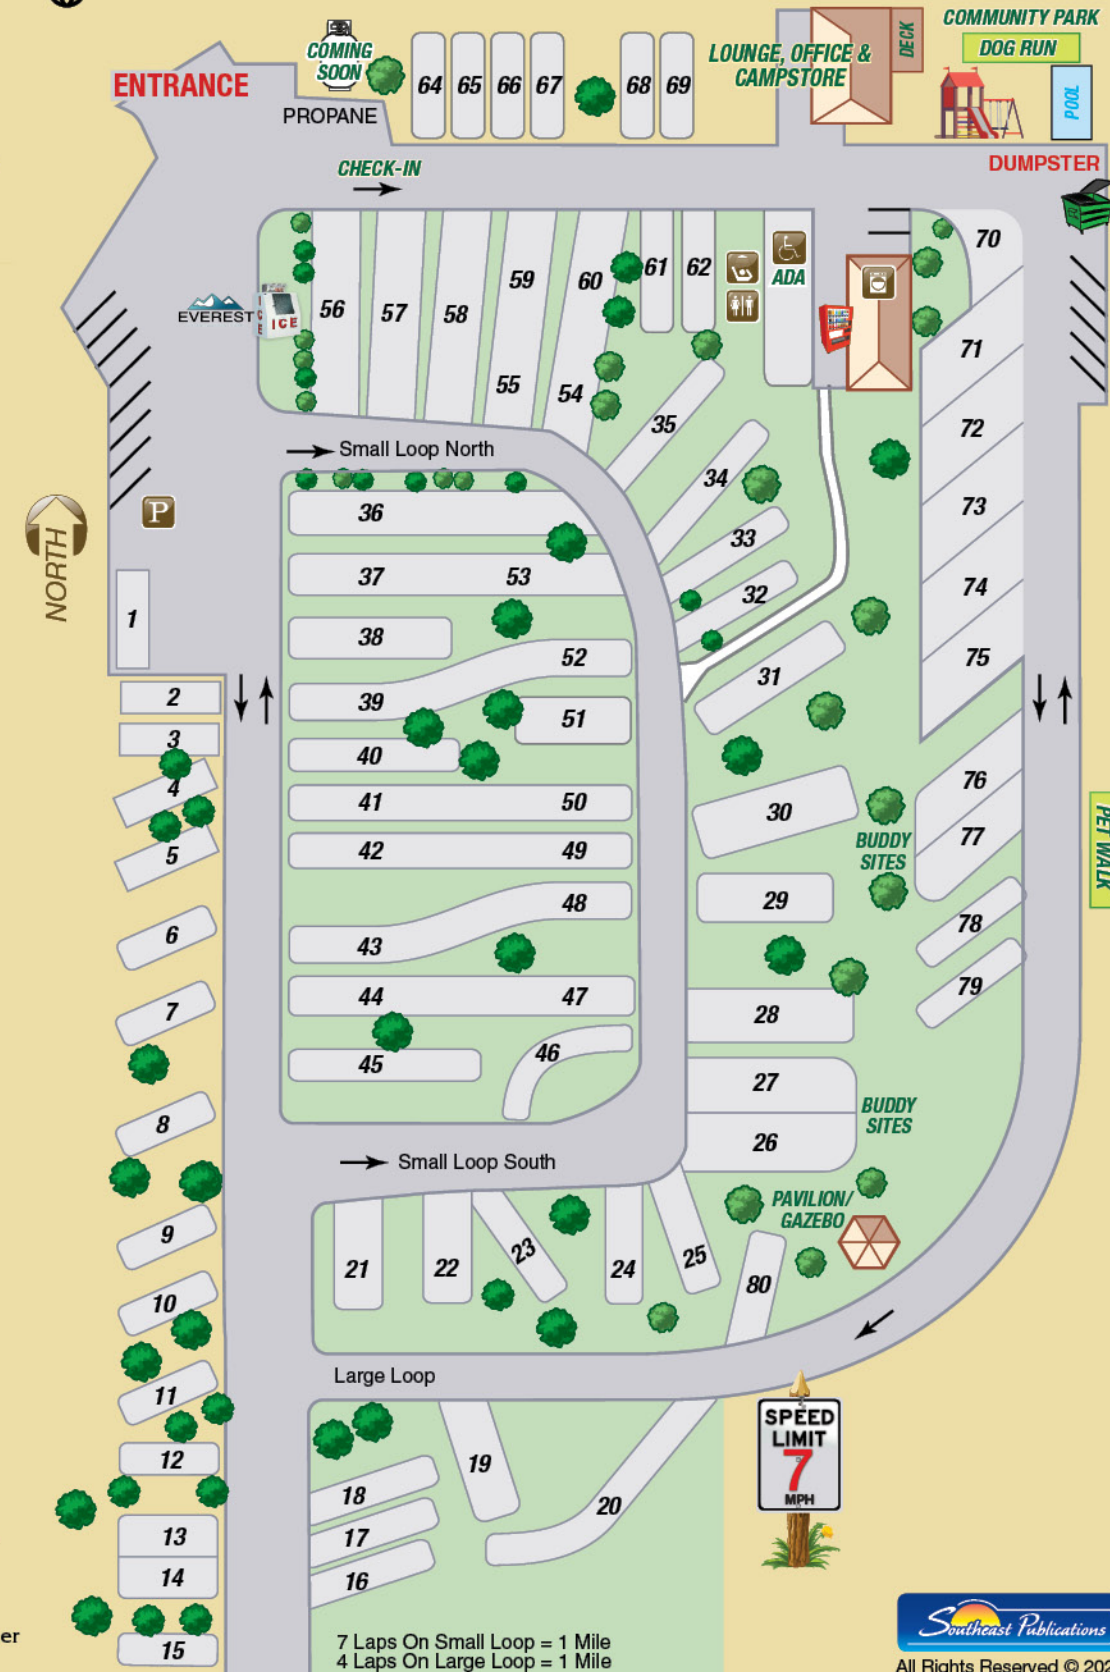 COMING
SOON
PROPANE
ENTRANCE
64 65 66 67 68 69
LOUNGE, OFFICE &
CAMPSTORE
DECK
COMMUNITY PARK
DOG RUN
POOL
DUMPSTER
CHECK-IN
EVEREST
ICE
ICE
56 57 58 59 60 61 62
55 54
ADA
70
71
72
73
74
75
76
77
78
79
NORTH
P
Small Loop North
35
34
33
32
31
30
29
28
27
26
BUDDY
SITES
BUDDY
SITES
PET WALK
36
37 53
38
39 52
40 51
41 50
42 49
43 48
44 47
45 46
1
2
3
4
5
6
7
8
9
10
11
12
13
14
15
Small Loop South
21 22 23 24 25 80
PAVILION/
GAZEBO
Large Loop
19
20
18
17
16
SPEED
LIMIT
7
MPH
7 Laps On Small Loop = 1 Mile
4 Laps On Large Loop = 1 Mile
er
Southeast Publications
All Rights Reserved © 202